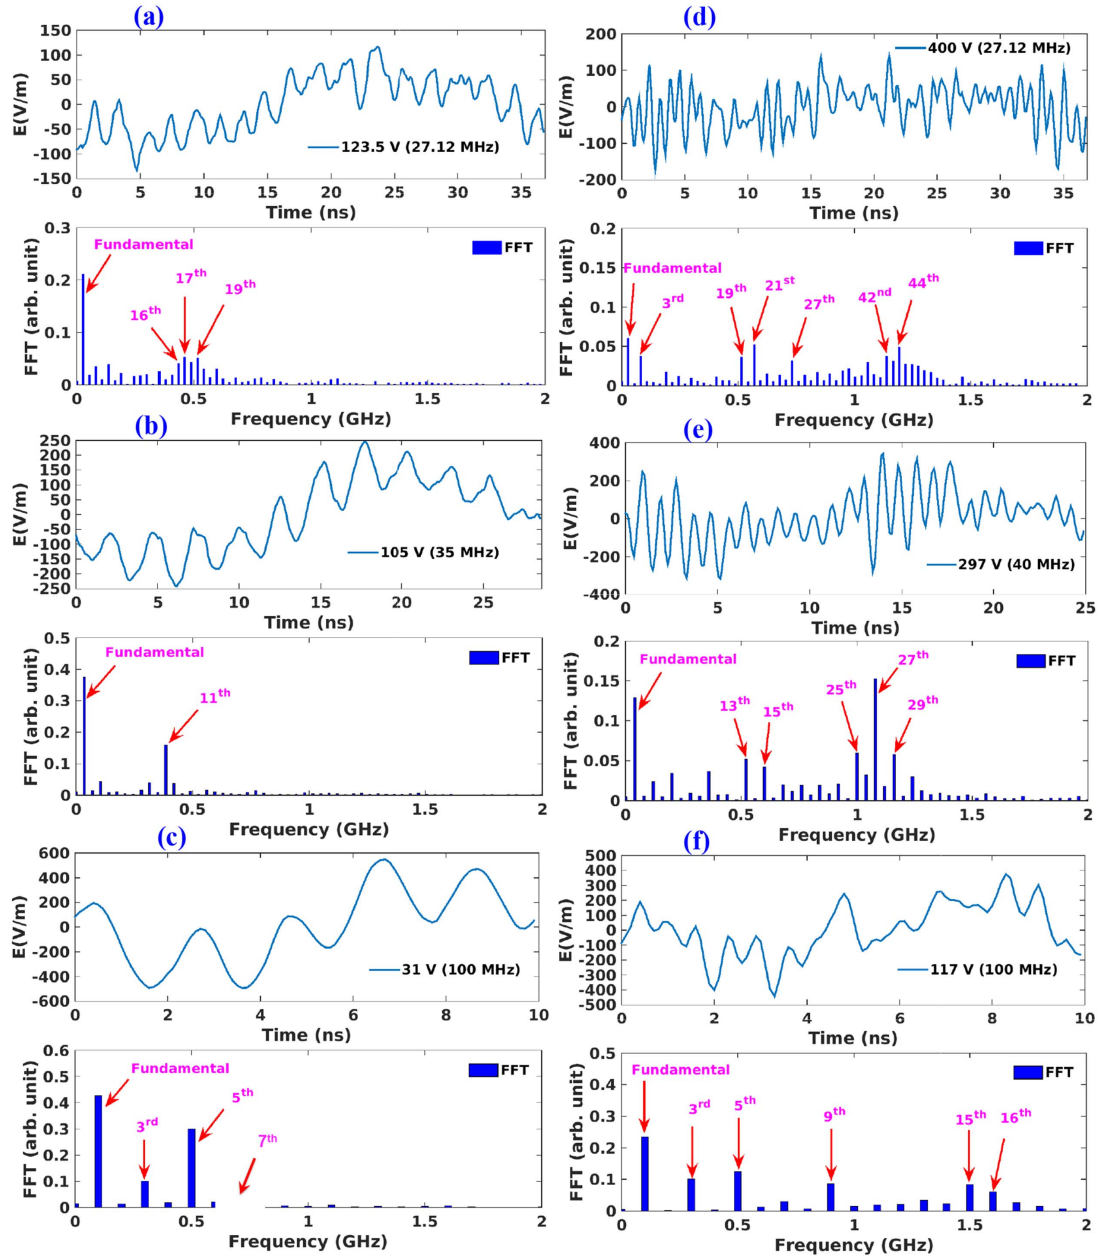 (a)
150
100
50
0
-50
-100
-150
E(V/m)
123.5 V (27.12 MHz)
0 5 10 15 20 25 30 35
Time (ns)
0.3
0.2
0.1
0
FFT (arb. unit)
Fundamental
16th
17th
19th
FFT
0.5 1 1.5 2
Frequency (GHz)
(d)
200
100
0
-100
-200
E(V/m)
400 V (27.12 MHz)
0 5 10 15 20 25 30 35
Time (ns)
0.2
0.15
0.1
0.05
0
FFT (arb. unit)
Fundamental
3rd
19th
21st
27th
42nd
44th
FFT
0 0.5 1 1.5 2
Frequency (GHz)
(b)
250
200
150
100
50
0
-50
-100
-150
-200
-250
E(V/m)
105 V (35 MHz)
0 5 10 15 20 25
Time (ns)
0.5
0.4
0.3
0.2
0.1
0
FFT (arb. unit)
Fundamental
11th
FFT
0 0.5 1 1.5 2
Frequency (GHz)
(e)
400
200
0
-200
-400
E(V/m)
297 V (40 MHz)
0 5 10 15 20 25
Time (ns)
0.2
0.15
0.1
0.05
0
FFT (arb. unit)
Fundamental
13th
15th
25th
27th
29th
FFT
0 0.5 1 1.5 2
Frequency (GHz)
(c)
600
400
200
0
-200
-400
-600
E(V/m)
31 V (100 MHz)
0 2 4 6 8 10
Time (ns)
0.6
0.5
0.4
0.3
0.2
0.1
0
FFT (arb. unit)
Fundamental
3rd
5th
7th
FFT
0 0.5 1 1.5 2
Frequency (GHz)
(f)
500
400
300
200
100
0
-100
-200
-300
-400
-500
E(V/m)
117 V (100 MHz)
0 2 4 6 8 10
Time (ns)
0.5
0.4
0.3
0.2
0.1
0
FFT (arb. unit)
Fundamental
3rd
5th
9th
15th
16th
FFT
0 0.5 1 1.5 2
Frequency (GHz)